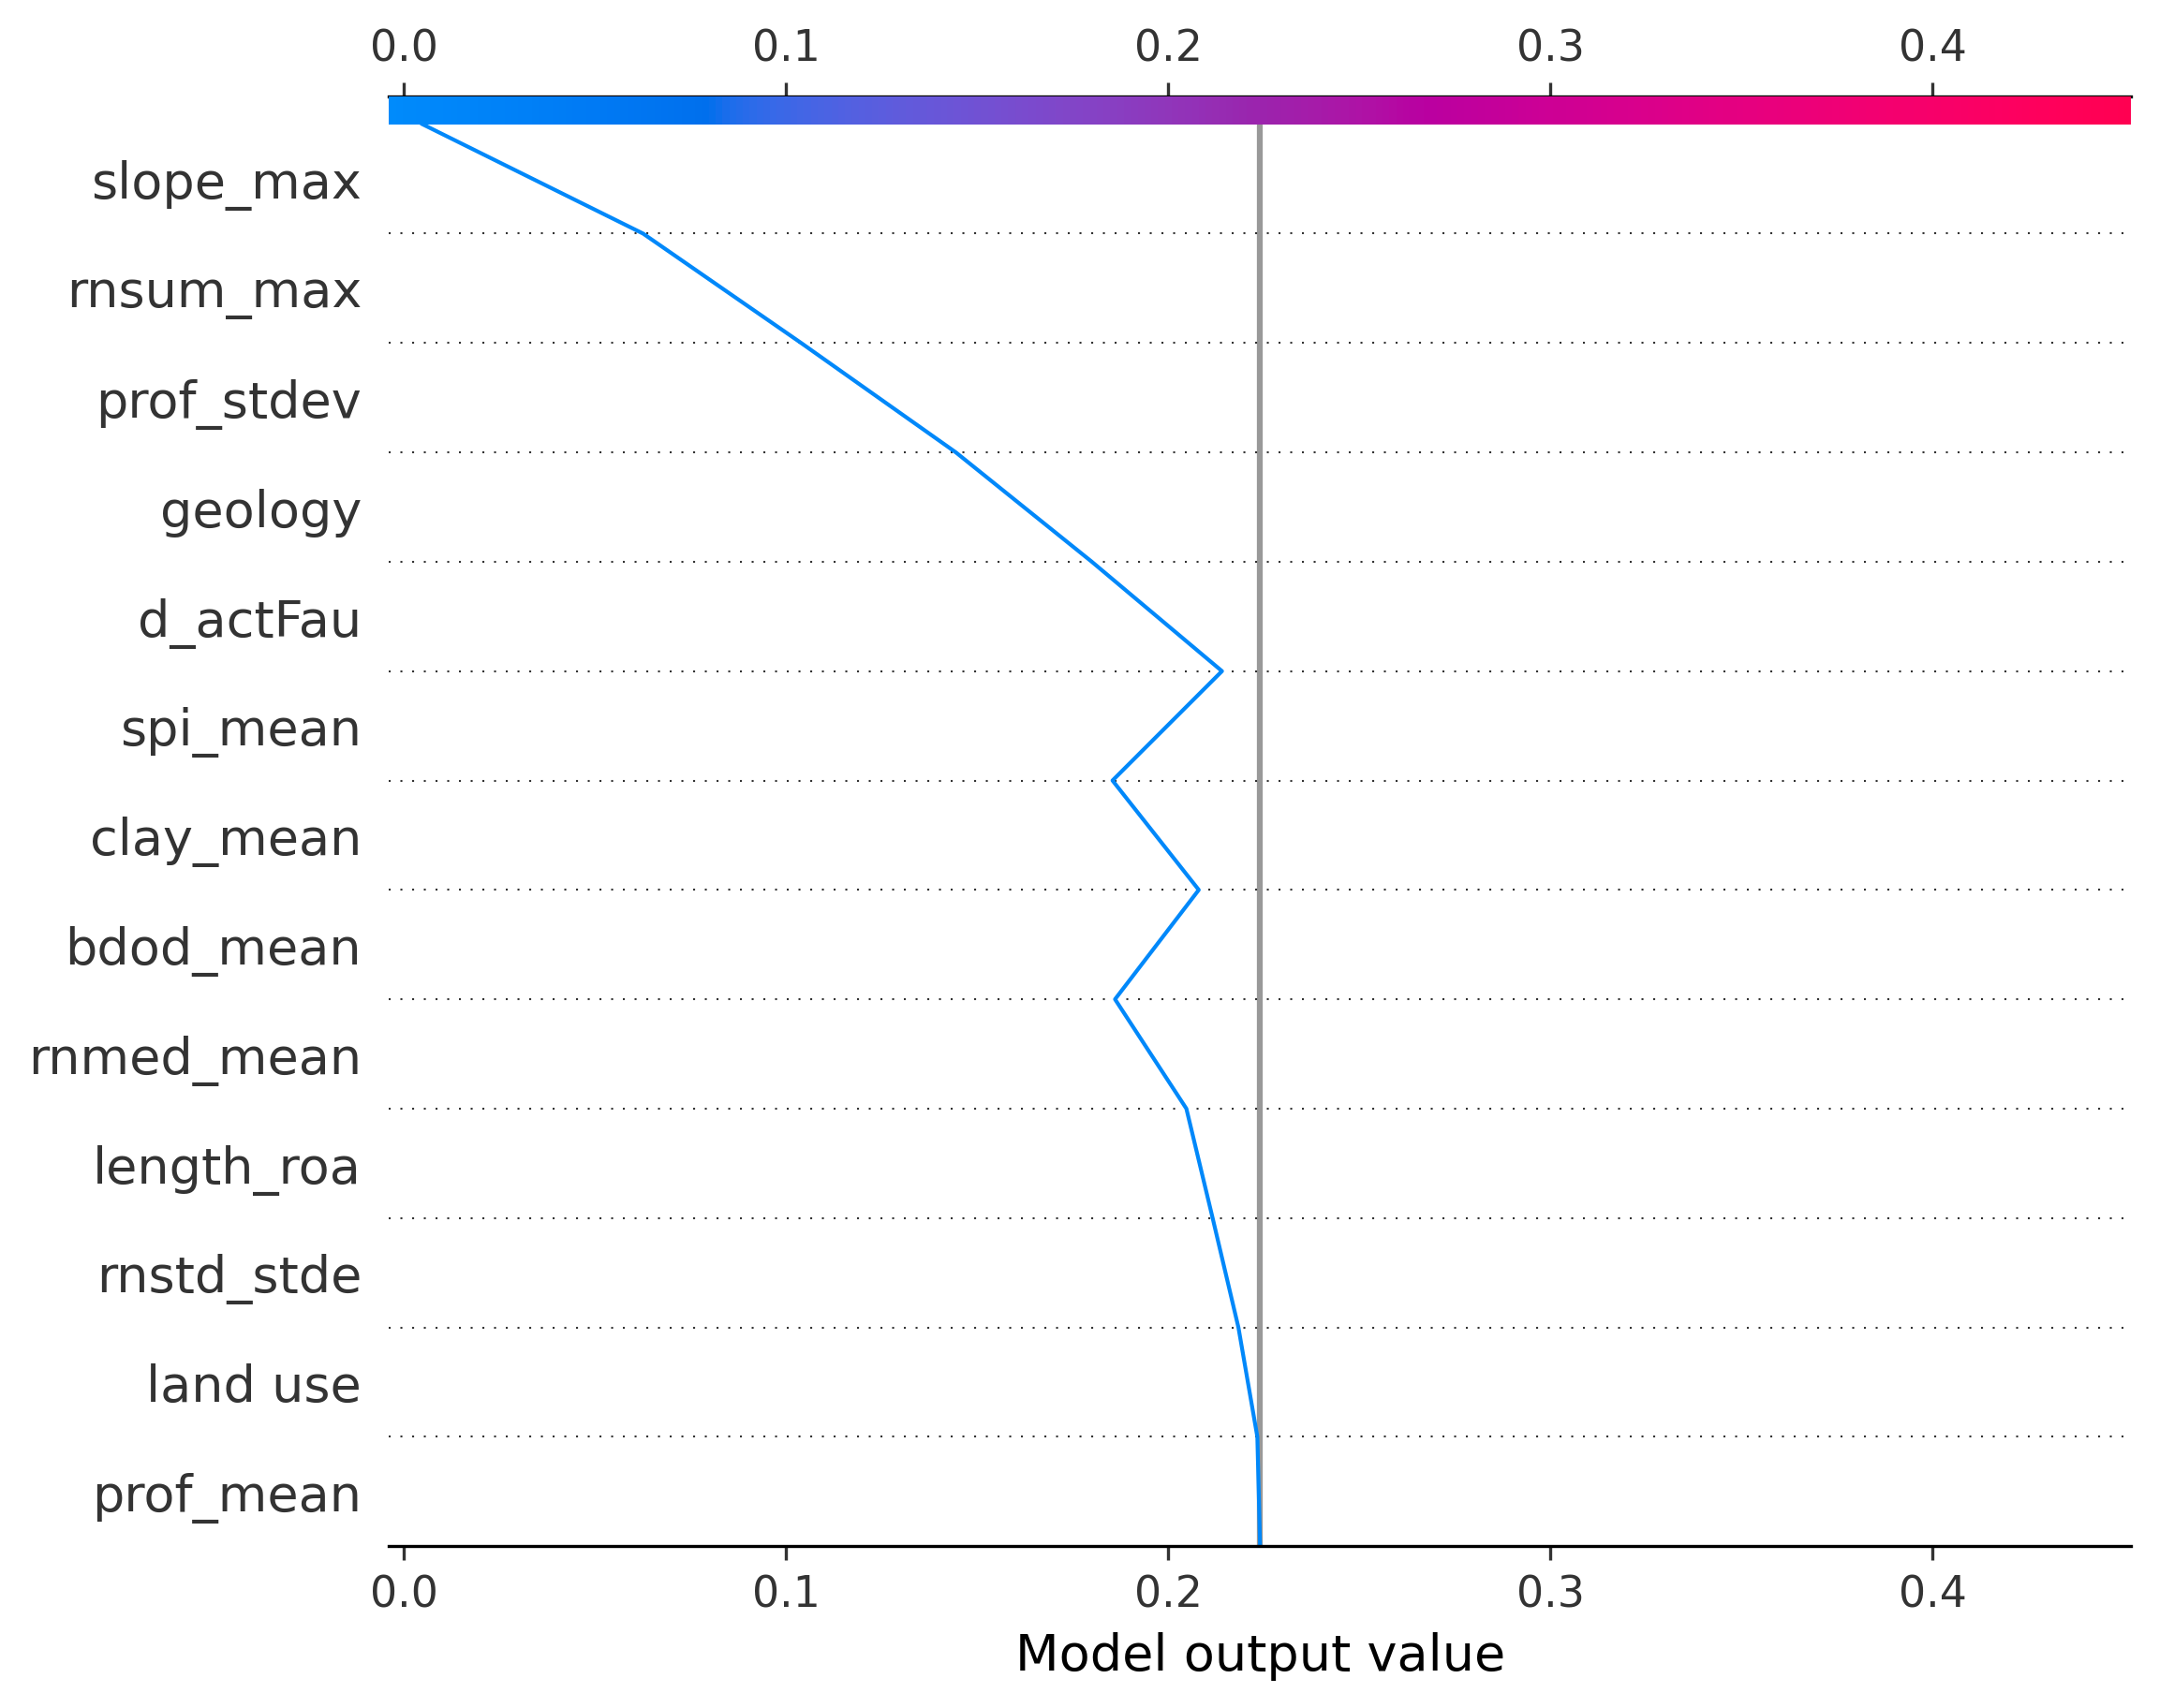 0.0 0.1 0.2 0.3 0.4
slope_max
rnsum_max
prof_stdev
geology
d_actFau
spi_mean
clay_mean
bdod_mean
rnmed_mean
length_roa
rnstd_stde
land use
prof_mean
0.0 0.1 0.2 0.3 0.4
Model output value